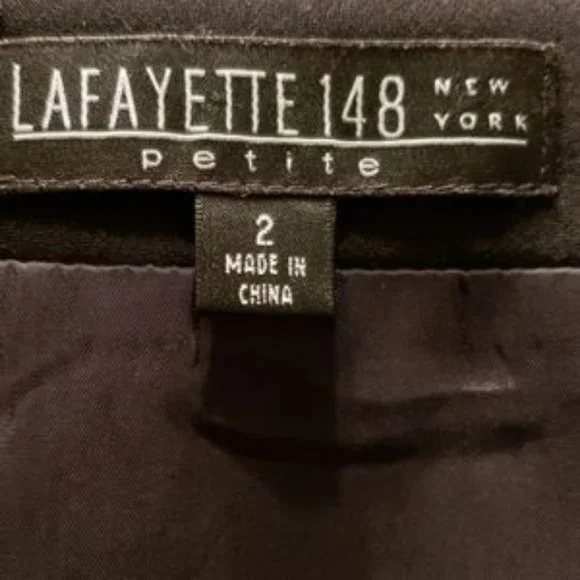 LAFAYETTE 148 NEW YORK
petite
2
MADE IN
CHINA